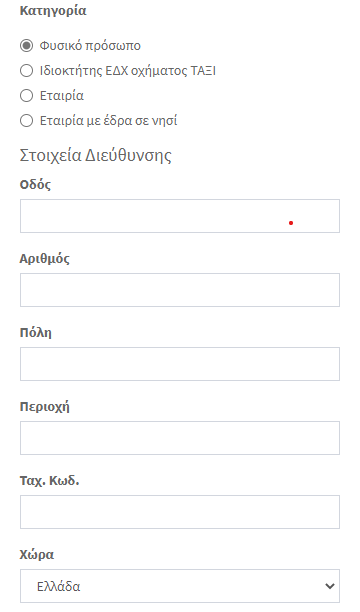 Κατηγορία
Φυσικό πρόσωπο
Ιδιοκτήτης ΕΔΧ οχήματος ΤΑΞΙ
Εταιρία
Εταιρία με έδρα σε νησί
Στοιχεία Διεύθυνσης
Οδός
Αριθμός
Πόλη
Περιοχή
Ταχ. Κωδ.
Χώρα
Ελλάδα